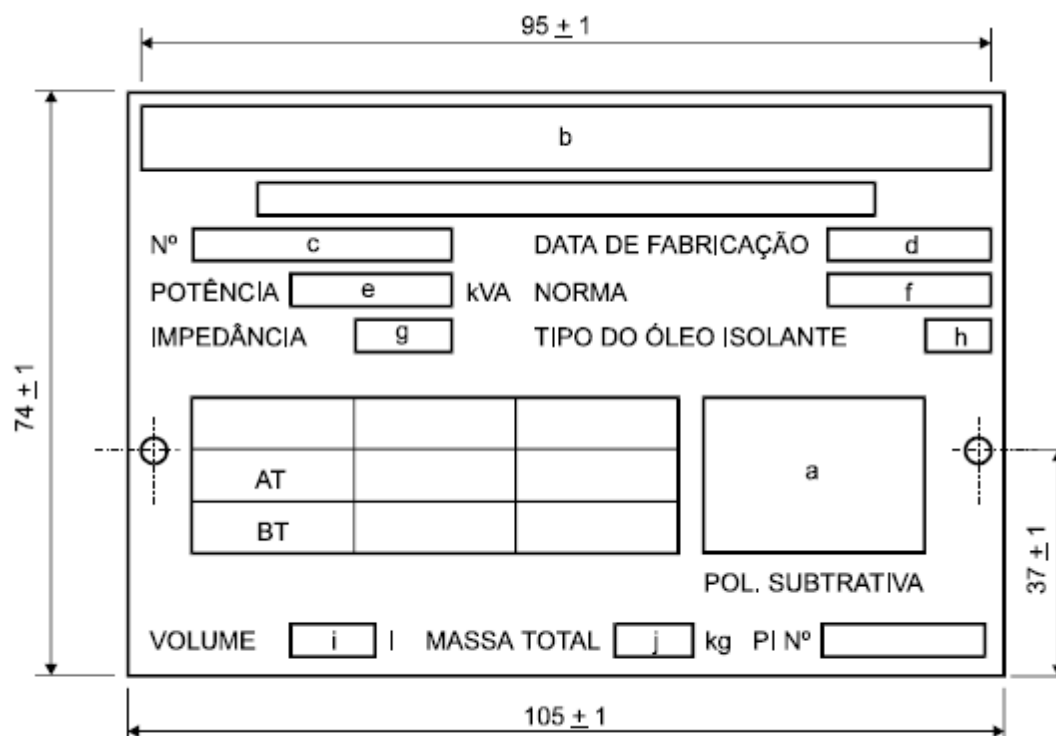 95 ± 1
b
Nº c DATA DE FABRICAÇÃO d
POTÊNCIA e kVA NORMA f
IMPEDÂNCIA g TIPO DO ÓLEO ISOLANTE h
74 ± 1
AT
BT
a
POL. SUBTRATIVA
37 ± 1
VOLUME i l MASSA TOTAL j kg PI Nº
105 ± 1